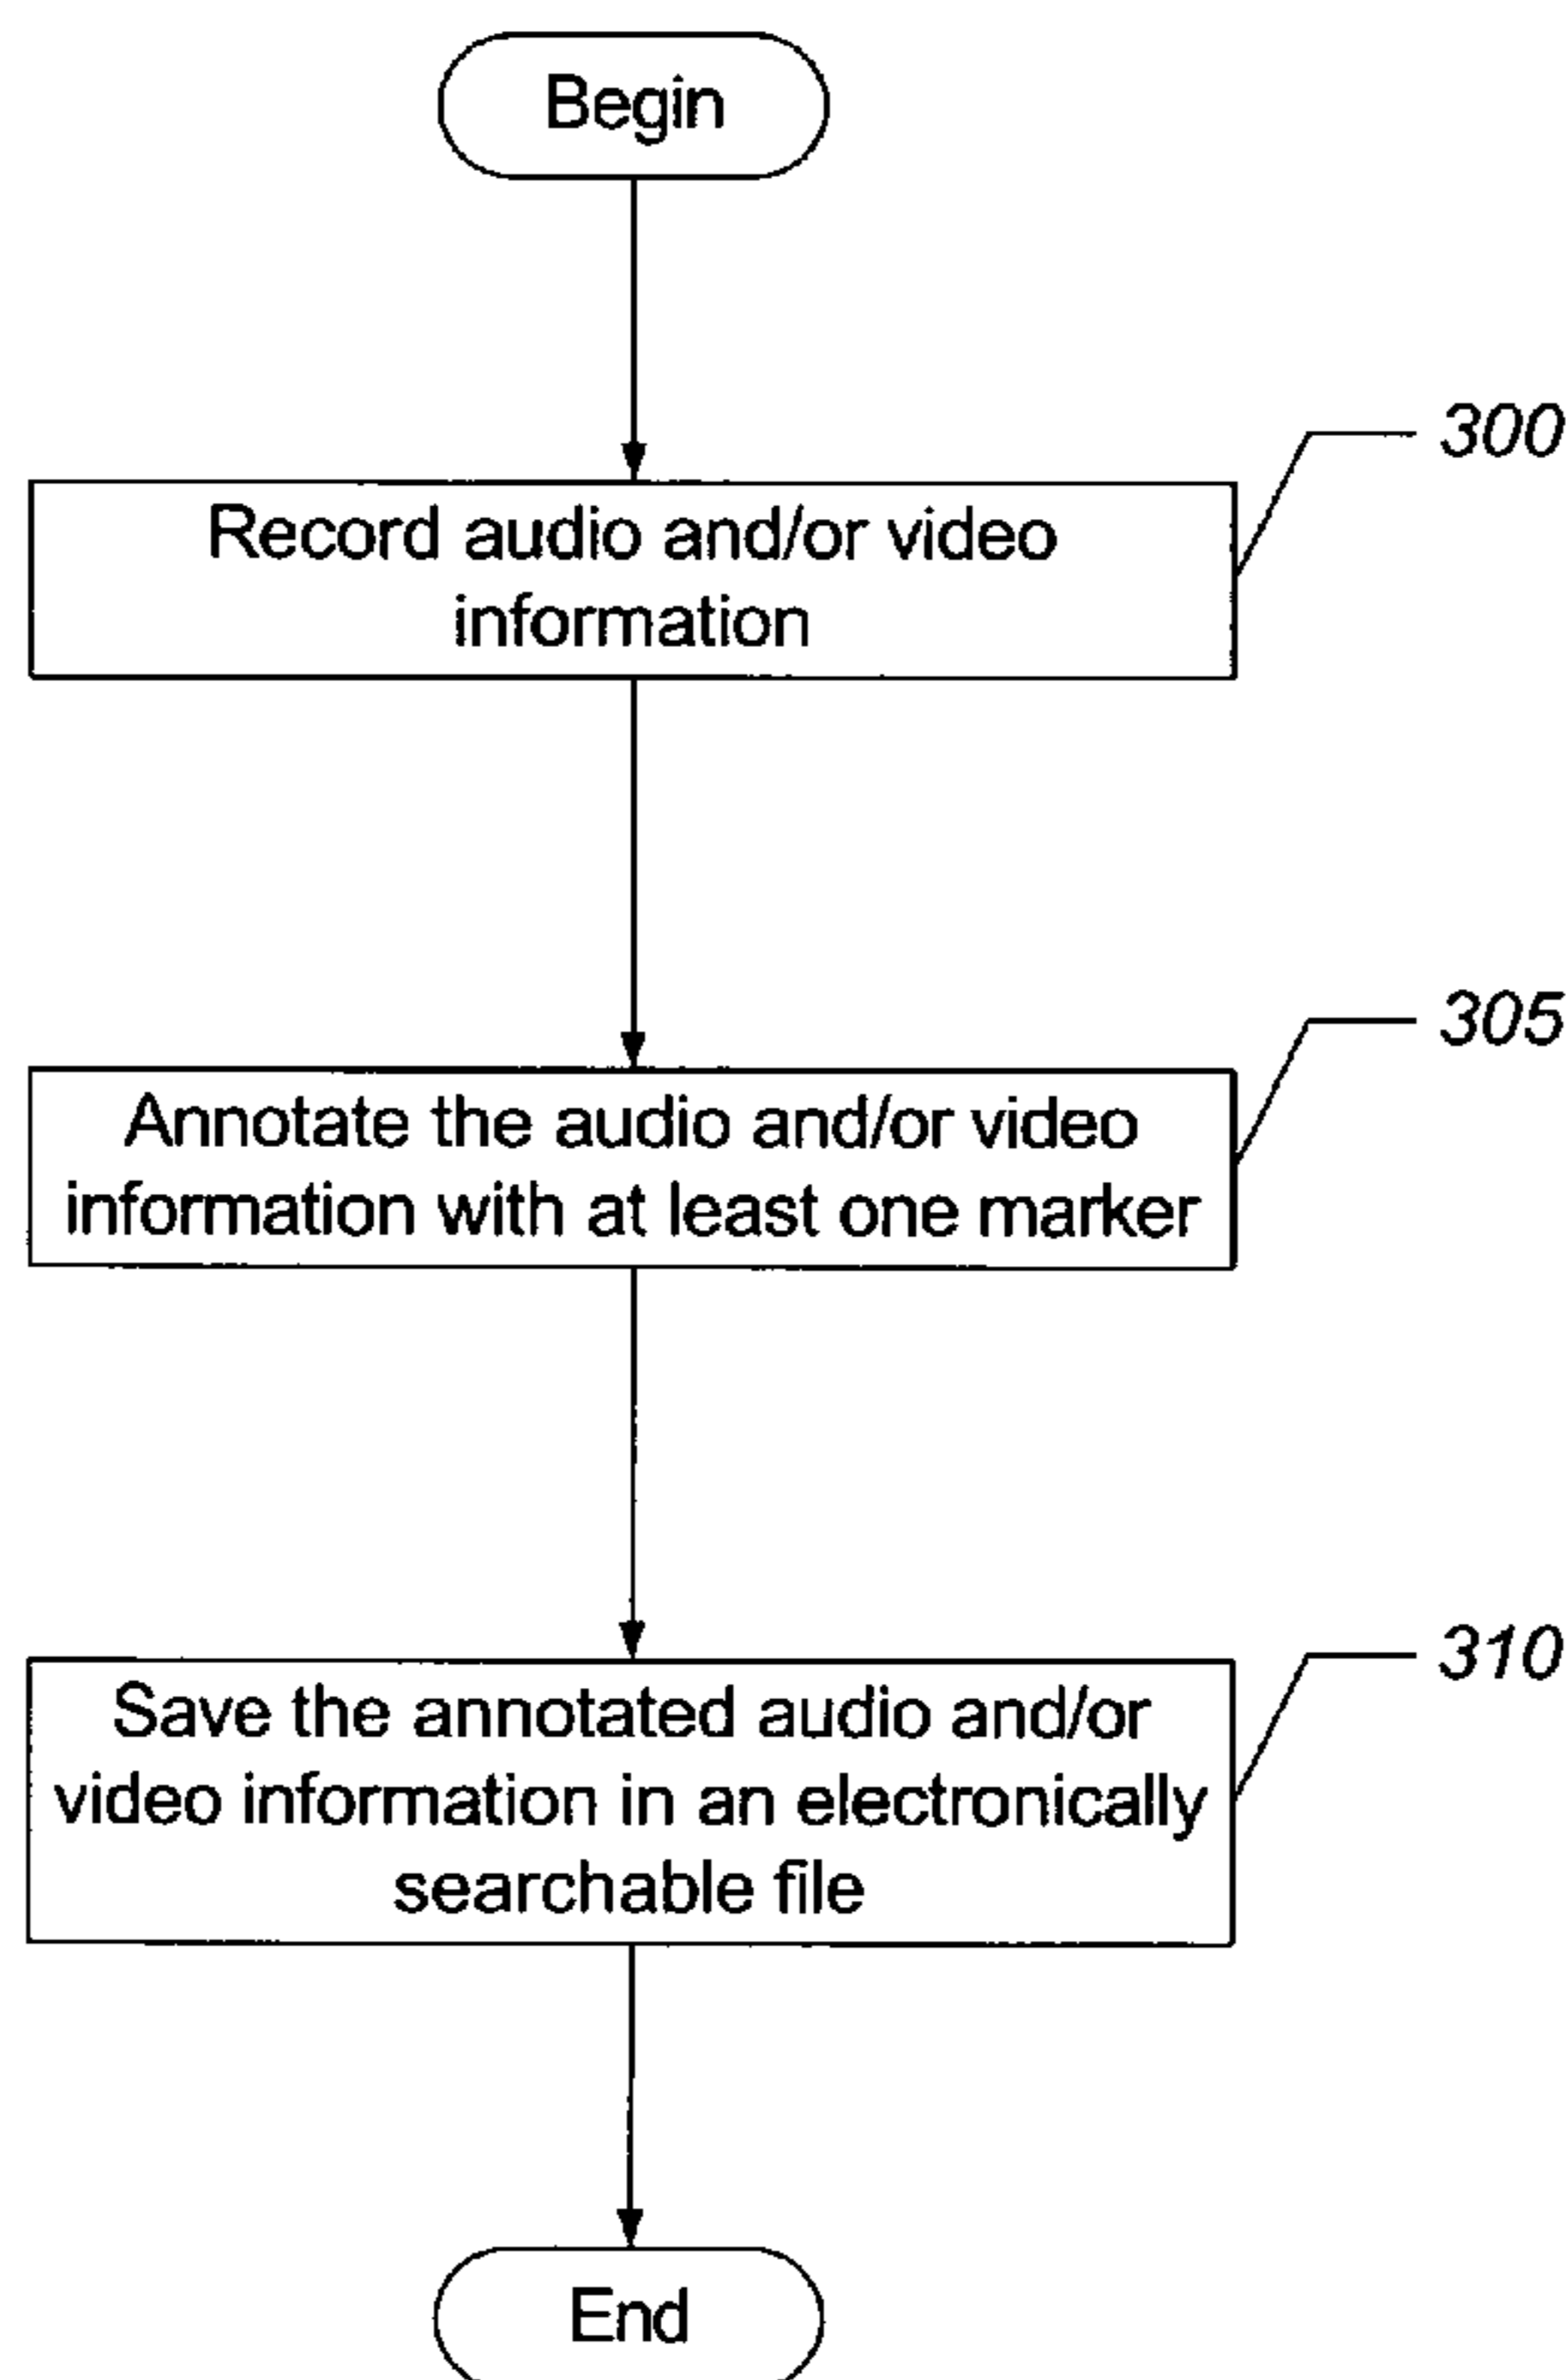 Begin
300
Record audio and/or video
information
305
Annotate the audio and/or video
information with at least one marker
310
Save the annotated audio and/or
video information in an electronically
searchable file
End